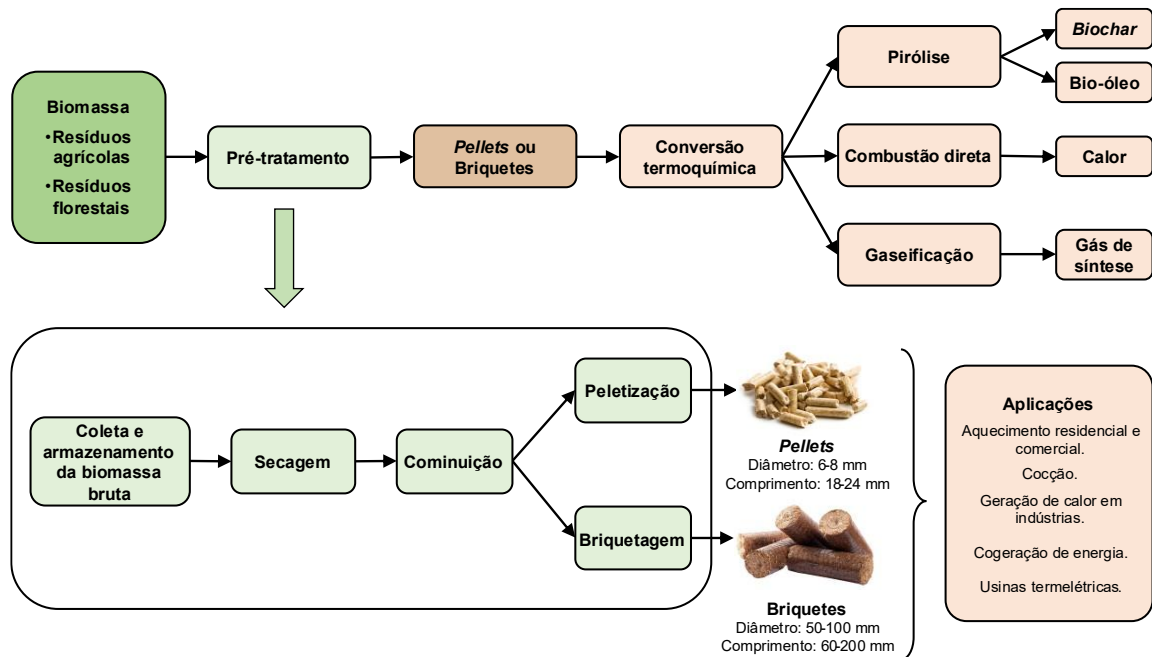 Biomassa
•Resíduos
agrícolas
•Resíduos
florestais
Pré-tratamento
Pellets ou
Briquetes
Conversão
termoquímica
Pirólise
Biochar
Bio-óleo
Combustão direta
Calor
Gaseificação
Gás de
síntese
Coleta e
armazenamento
da biomassa
bruta
Secagem
Cominuição
Peletização
Briquetagem
Pellets
Diâmetro: 6-8 mm
Comprimento: 18-24 mm
Briquetes
Diâmetro: 50-100 mm
Comprimento: 60-200 mm
Aplicações
Aquecimento residencial e
comercial.
Cocção.
Geração de calor em
indústrias.
Cogeração de energia.
Usinas termelétricas.